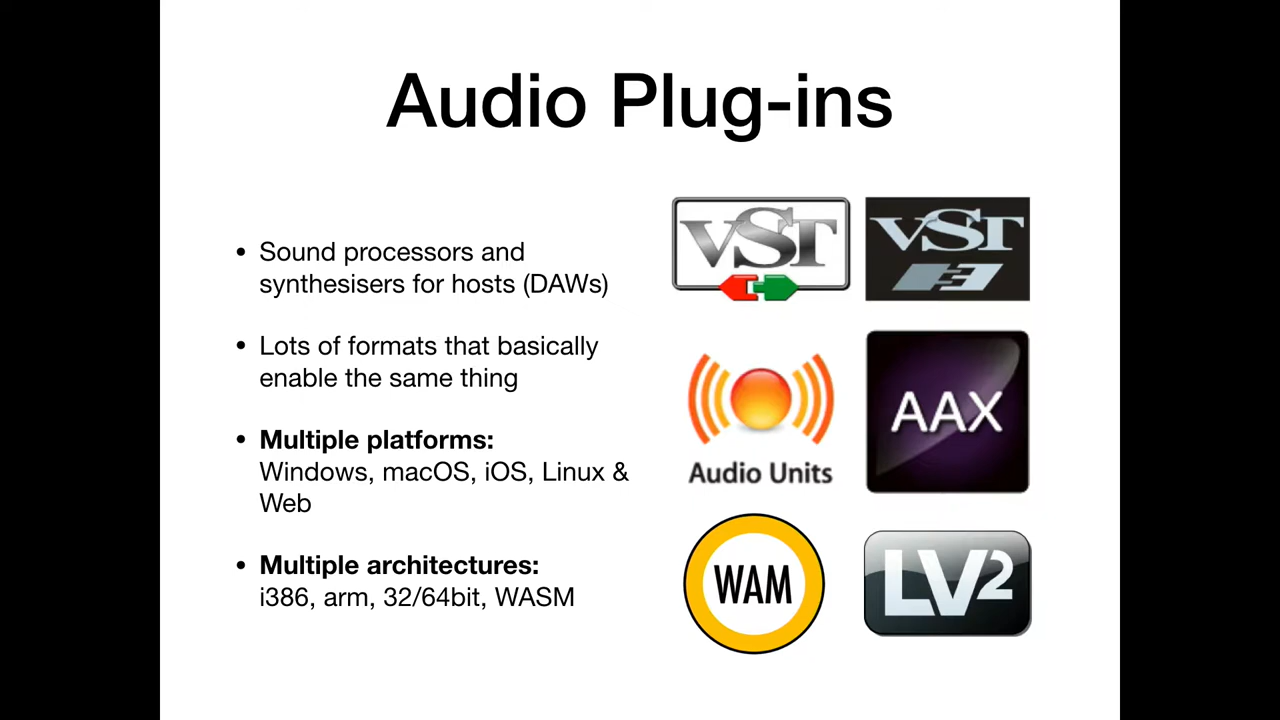 Audio Plug-ins
• Sound processors and
synthesisers for hosts (DAWs)
• Lots of formats that basically
enable the same thing
• Multiple platforms:
Windows, macOS, iOS, Linux &
Web
• Multiple architectures:
i386, arm, 32/64bit, WASM
VST
VST
3
Audio Units
AAX
WAM
LV2